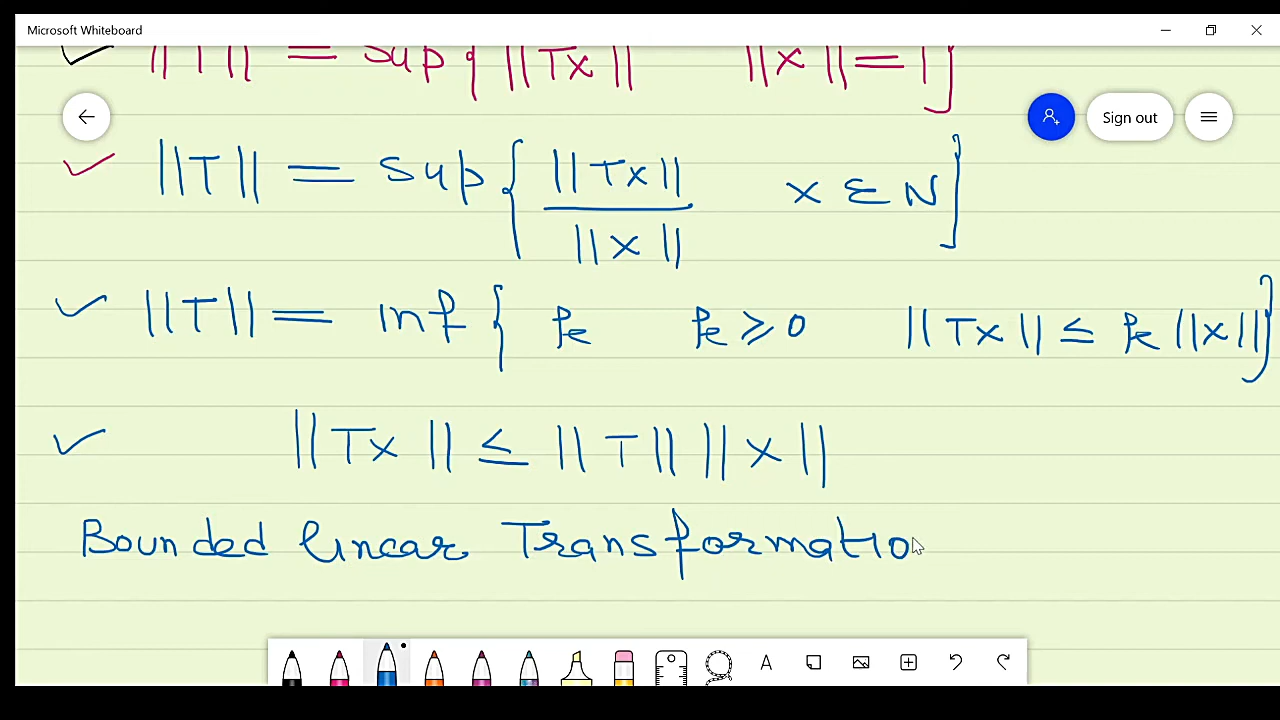 Microsoft Whiteboard
||T|| = Sup{ ||Tx|| ||x||=1}
Sign out
||T|| = Sup{ ||Tx|| / ||x|| x ∈ N}
||T|| = inf{ k k ≥ 0 ||Tx|| ≤ k ||x||}
||Tx|| ≤ ||T|| ||x||
Bounded linear Transformatio
A